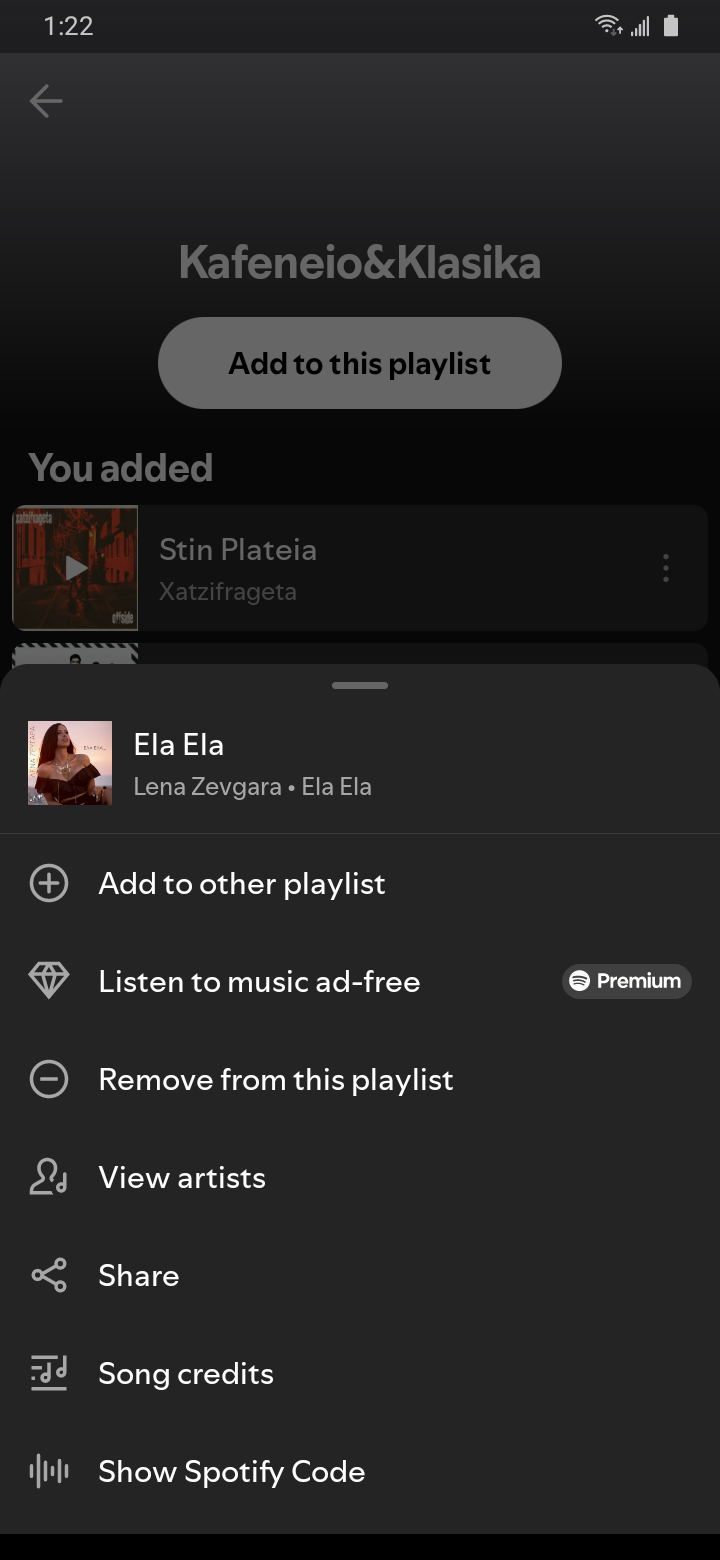 1:22
Kafeneio&Klasika
Add to this playlist
You added
xatzifrageta
offside
Stin Plateia
Xatzifrageta
ΛΕΝΑ ΖΕΥΓΑΡΑ
Ela Ela
Lena Zevgara • Ela Ela
Add to other playlist
Listen to music ad-free
Premium
Remove from this playlist
View artists
Share
Song credits
Show Spotify Code